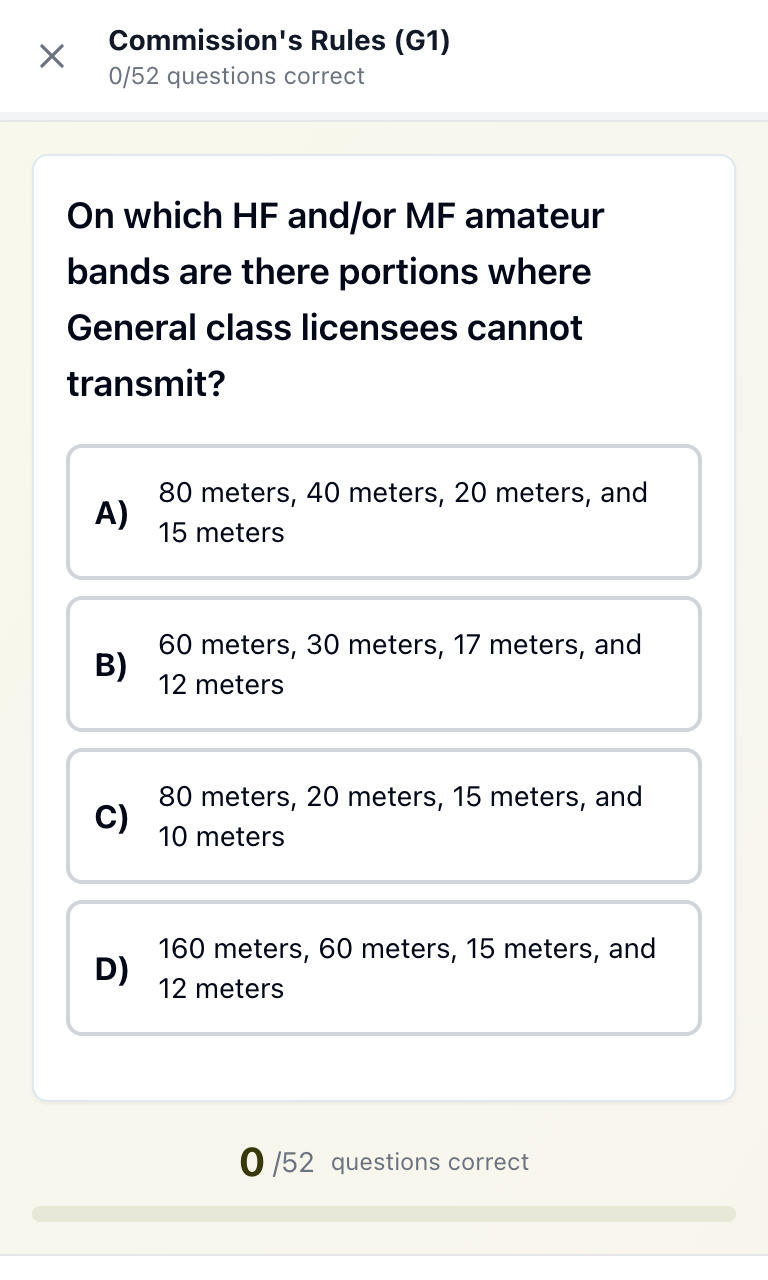 Commission's Rules (G1)
0/52 questions correct
On which HF and/or MF amateur
bands are there portions where
General class licensees cannot
transmit?
A)
80 meters, 40 meters, 20 meters, and
15 meters
B)
60 meters, 30 meters, 17 meters, and
12 meters
C)
80 meters, 20 meters, 15 meters, and
10 meters
D)
160 meters, 60 meters, 15 meters, and
12 meters
0 /52 questions correct